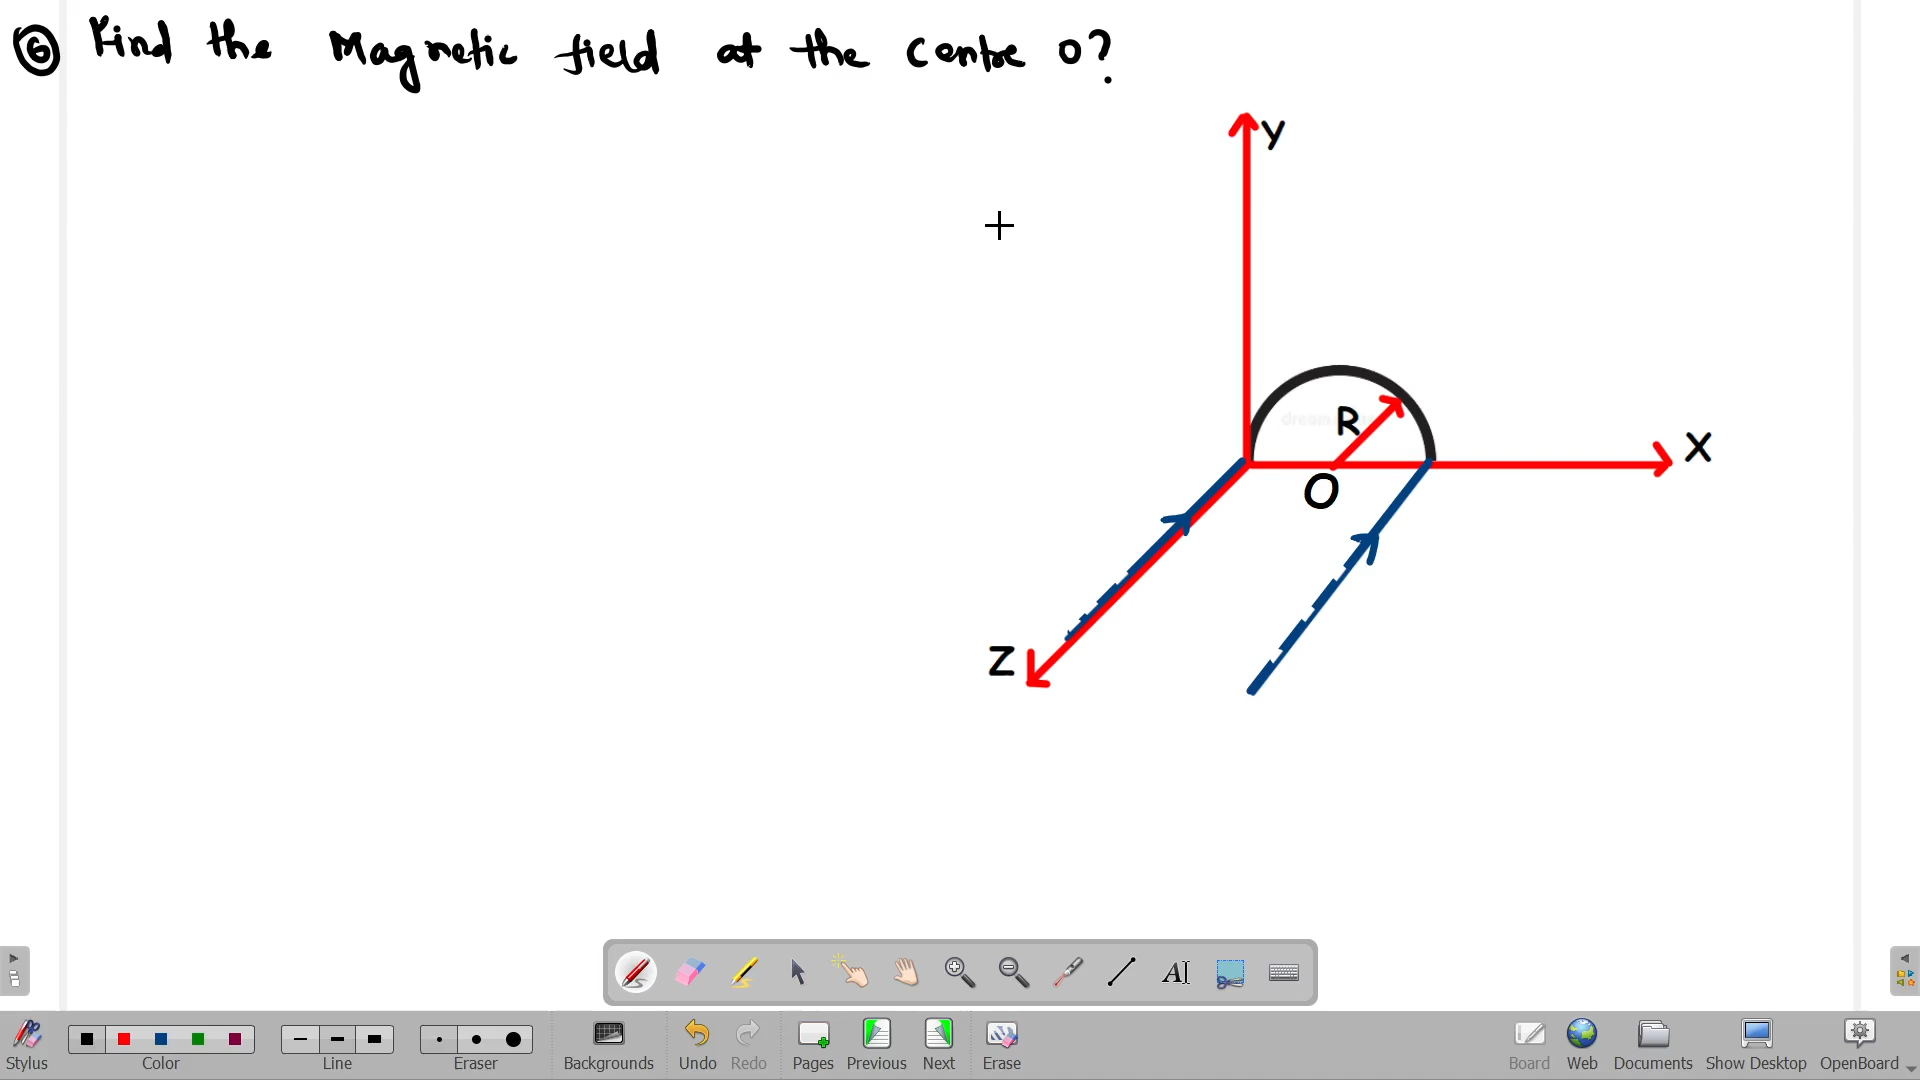 6 Find the Magnetic field at the centre O?
Y
R
X
O
Z
Stylus
Color
Line
Eraser
Backgrounds
Undo
Redo
Pages
Previous
Next
Erase
Board
Web
Documents
Show Desktop
OpenBoard